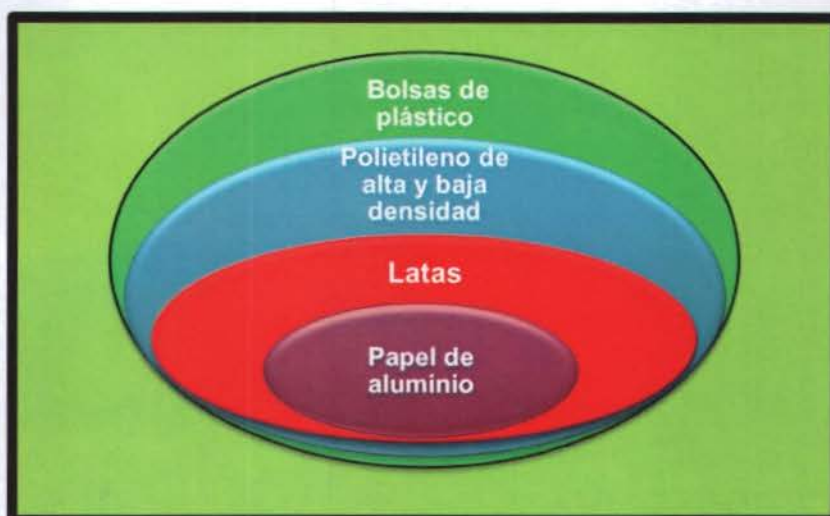 Bolsas de
plástico
Polietileno de
alta y baja
densidad
Latas
Papel de
aluminio